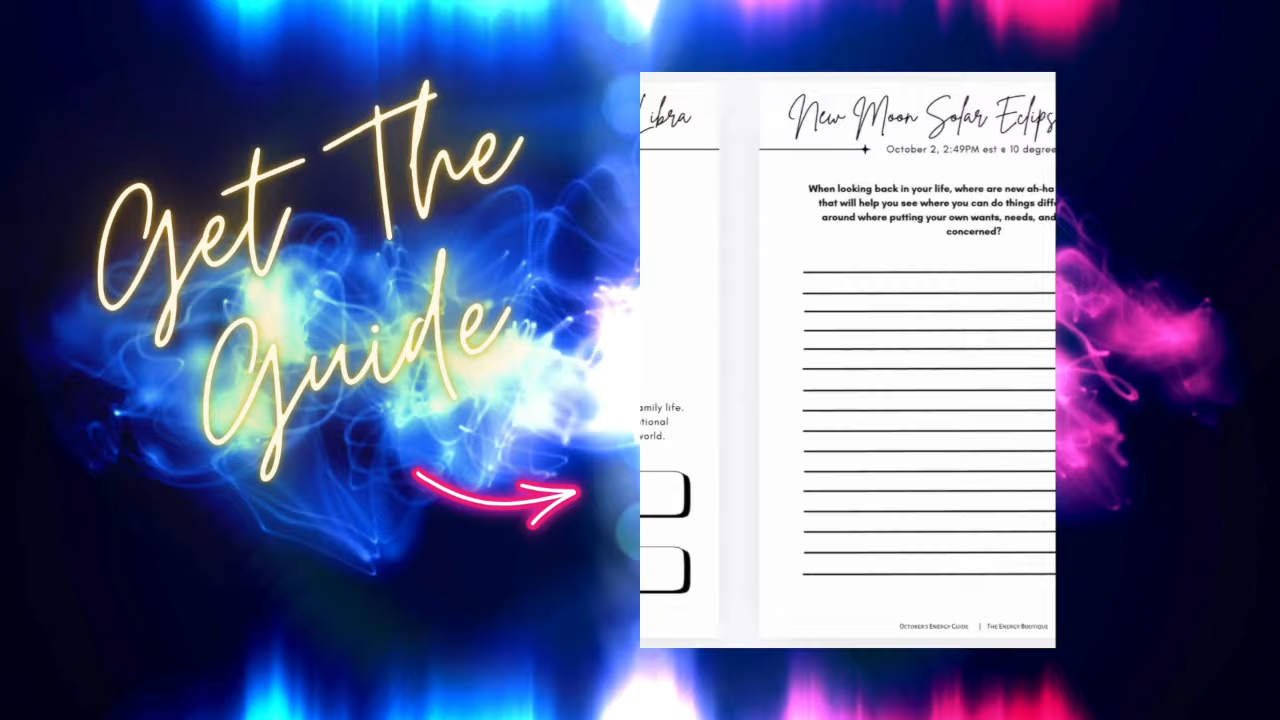 Get The
Guide
Libra
amily life.
tional
world.
New Moon Solar Eclips
October 2, 2:49PM est @ 10 degree
When looking back in your life, where are new ah-ha
that will help you see where you can do things diff
around where putting your own wants, needs, and
concerned?
October's Energy Guide | The Energy Boutique